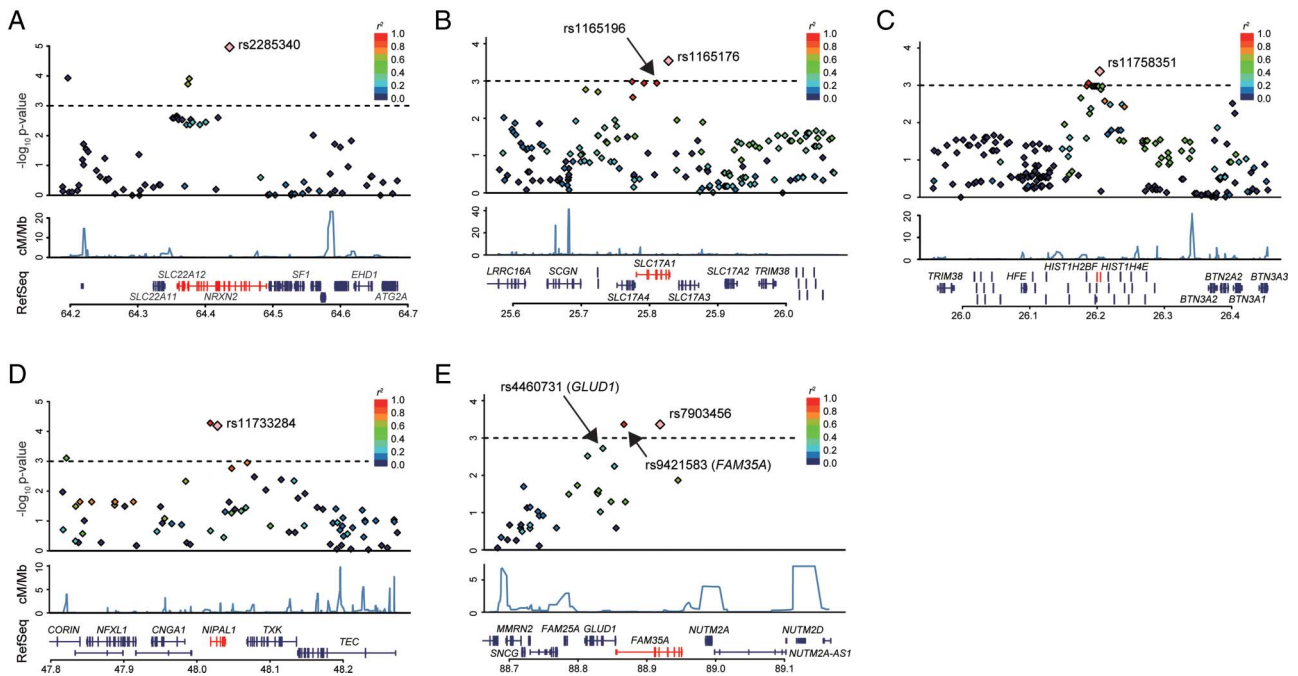 A
-log10 p-value
5
4
3
2
1
0
rs2285340
r2
1.0
0.8
0.6
0.4
0.2
0.0
cM/Mb
20
10
0
RefSeq
SLC22A12 SF1 EHD1
SLC22A11 NRXN2 ATG2A
64.2 64.3 64.4 64.5 64.6 64.7
B
4
3
2
1
0
rs1165196
rs1165176
r2
1.0
0.8
0.6
0.4
0.2
0.0
40
20
0
SLC17A1
LRRC16A SCGN SLC17A2 TRIM38
SLC17A4 SLC17A3
25.6 25.7 25.8 25.9 26.0
C
4
3
2
1
0
rs11758351
r2
1.0
0.8
0.6
0.4
0.2
0.0
20
10
0
HIST1H2BF HIST1H4E
TRIM38 HFE BTN2A2 BTN3A3
BTN3A2 BTN3A1
26.0 26.1 26.2 26.3 26.4
D
-log10 p-value
5
4
3
2
1
0
rs11733284
r2
1.0
0.8
0.6
0.4
0.2
0.0
cM/Mb
10
5
0
RefSeq
CORIN NFXL1 CNGA1 NIPAL1 TXK
TEC
47.8 47.9 48.0 48.1 48.2
E
4
3
2
1
0
rs4460731 (GLUD1)
rs7903456
rs9421583 (FAM35A)
r2
1.0
0.8
0.6
0.4
0.2
0.0
5
0
MMRN2 FAM25A GLUD1 NUTM2A NUTM2D
SNCG FAM35A NUTM2A-AS1
88.7 88.8 88.9 89.0 89.1